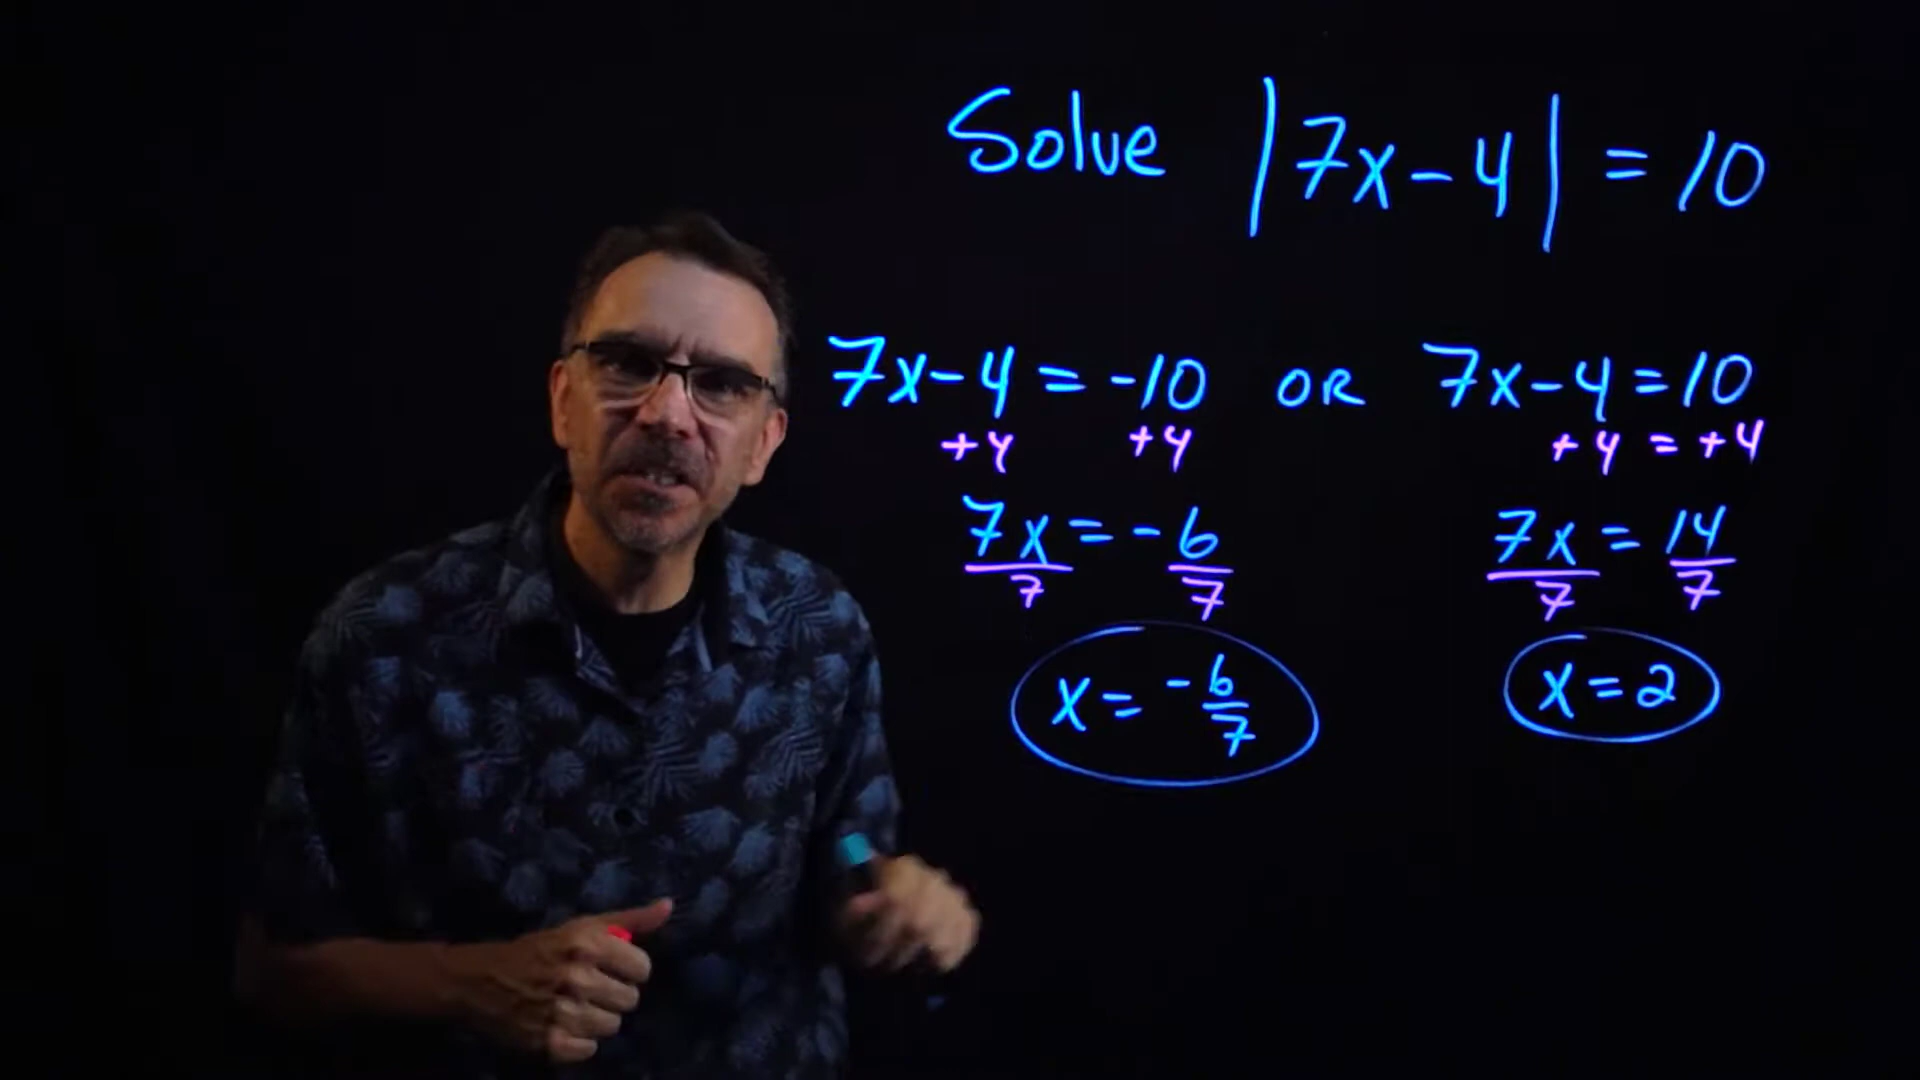 Solve |7x-4| = 10
7x-4 = -10 OR 7x-4=10
+4 +4 +4 = +4
7x = -6 7x = 14
7 7 7 7
x = -6/7 x = 2